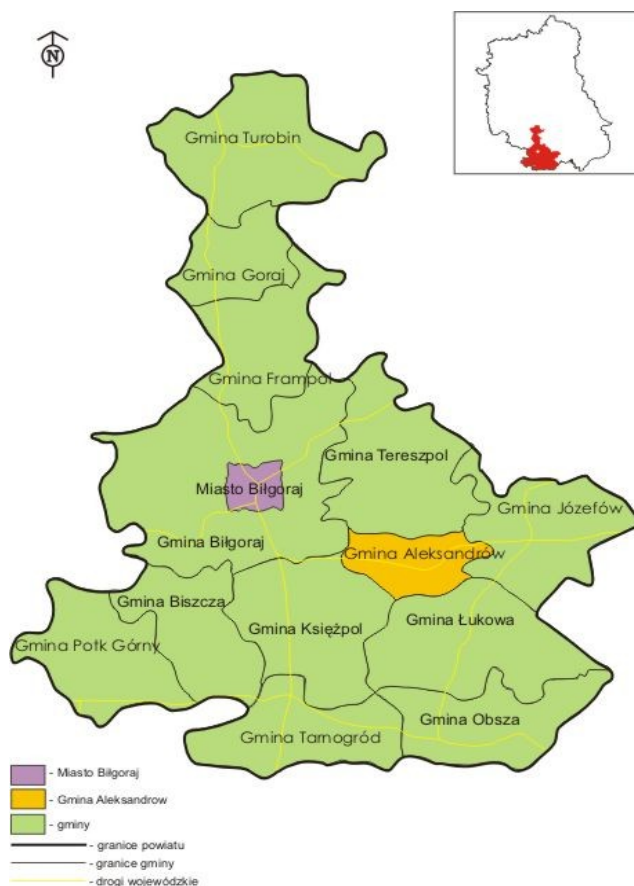 N
Gmina Turobin
Gmina Goraj
Gmina Frampol
Gmina Tereszpol
Miasto Biłgoraj
Gmina Józefów
Gmina Biłgoraj
Gmina Aleksandrów
Gmina Biszcza
Gmina Księżpol
Gmina Łukowa
Gmina Potk Górny
Gmina Obsza
Gmina Tarnogród
- Miasto Biłgoraj
- Gmina Aleksandrow
- gminy
- granice powiatu
- granice gminy
- drogi wojewódzkie